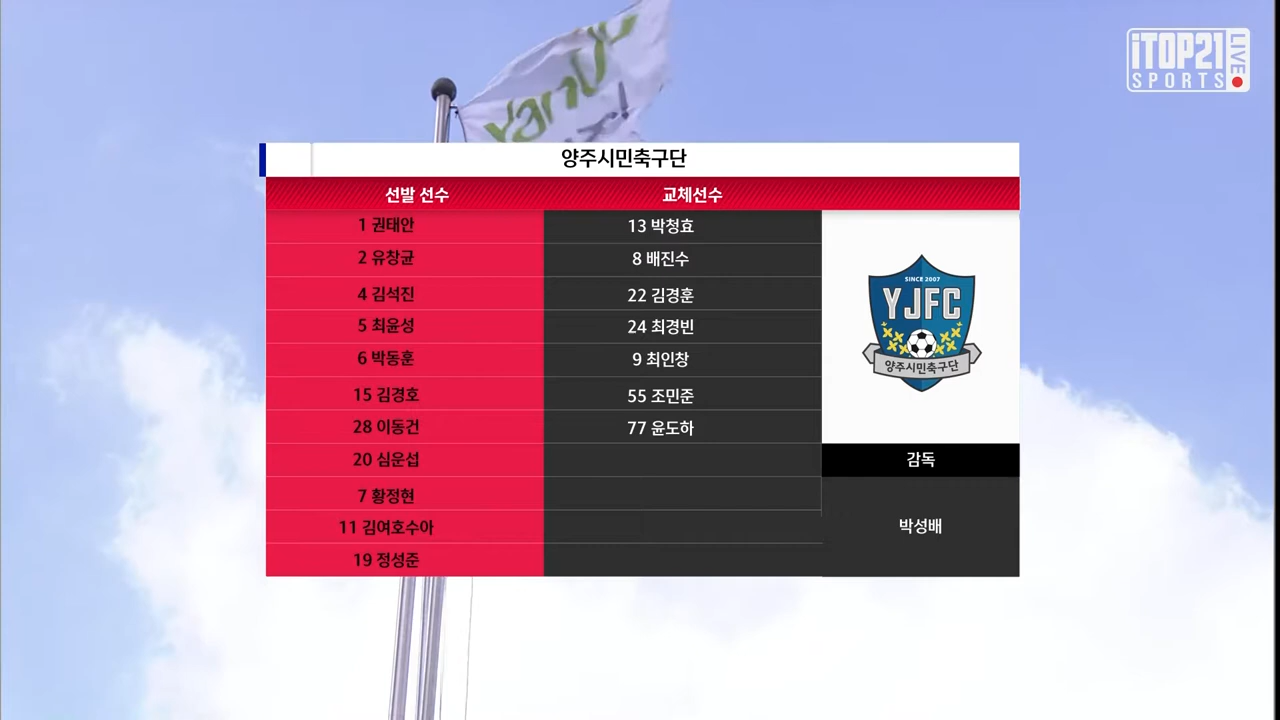 iTOP21
SPORTS
LIVE
yanGJU
양주시민축구단
선발 선수
교체선수
1 권태안
13 박청효
2 유창균
8 배진수
4 김석진
22 김경훈
5 최윤성
24 최경빈
6 박동훈
9 최인창
15 김경호
55 조민준
28 이동건
77 윤도하
20 심운섭
7 황정현
11 김여호수아
19 정성준
SINCE 2007
YJFC
양주시민축구단
감독
박성배